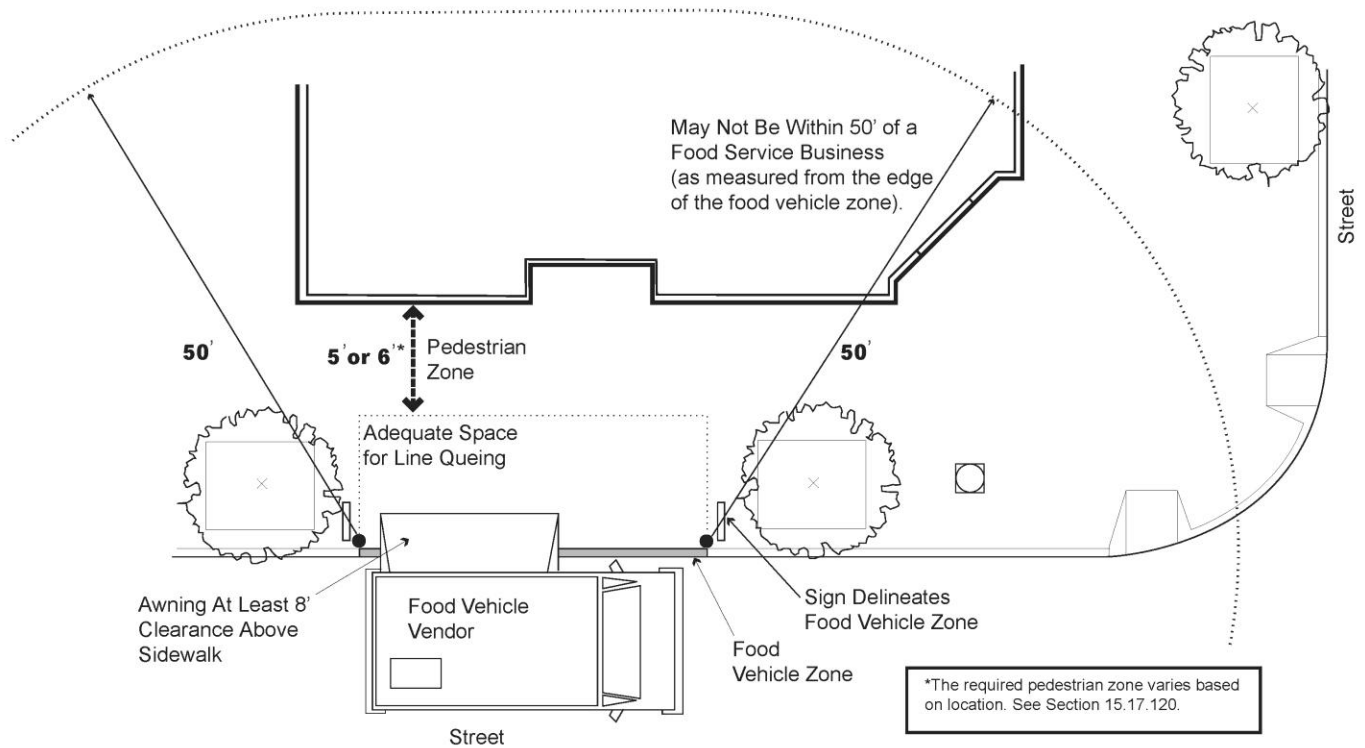 May Not Be Within 50' of a
Food Service Business
(as measured from the edge
of the food vehicle zone).
Street
50'
5' or 6'*
Pedestrian
Zone
50'
Adequate Space
for Line Queing
Awning At Least 8'
Clearance Above
Sidewalk
Food Vehicle
Vendor
Sign Delineates
Food Vehicle Zone
Food
Vehicle Zone
*The required pedestrian zone varies based
on location. See Section 15.17.120.
Street